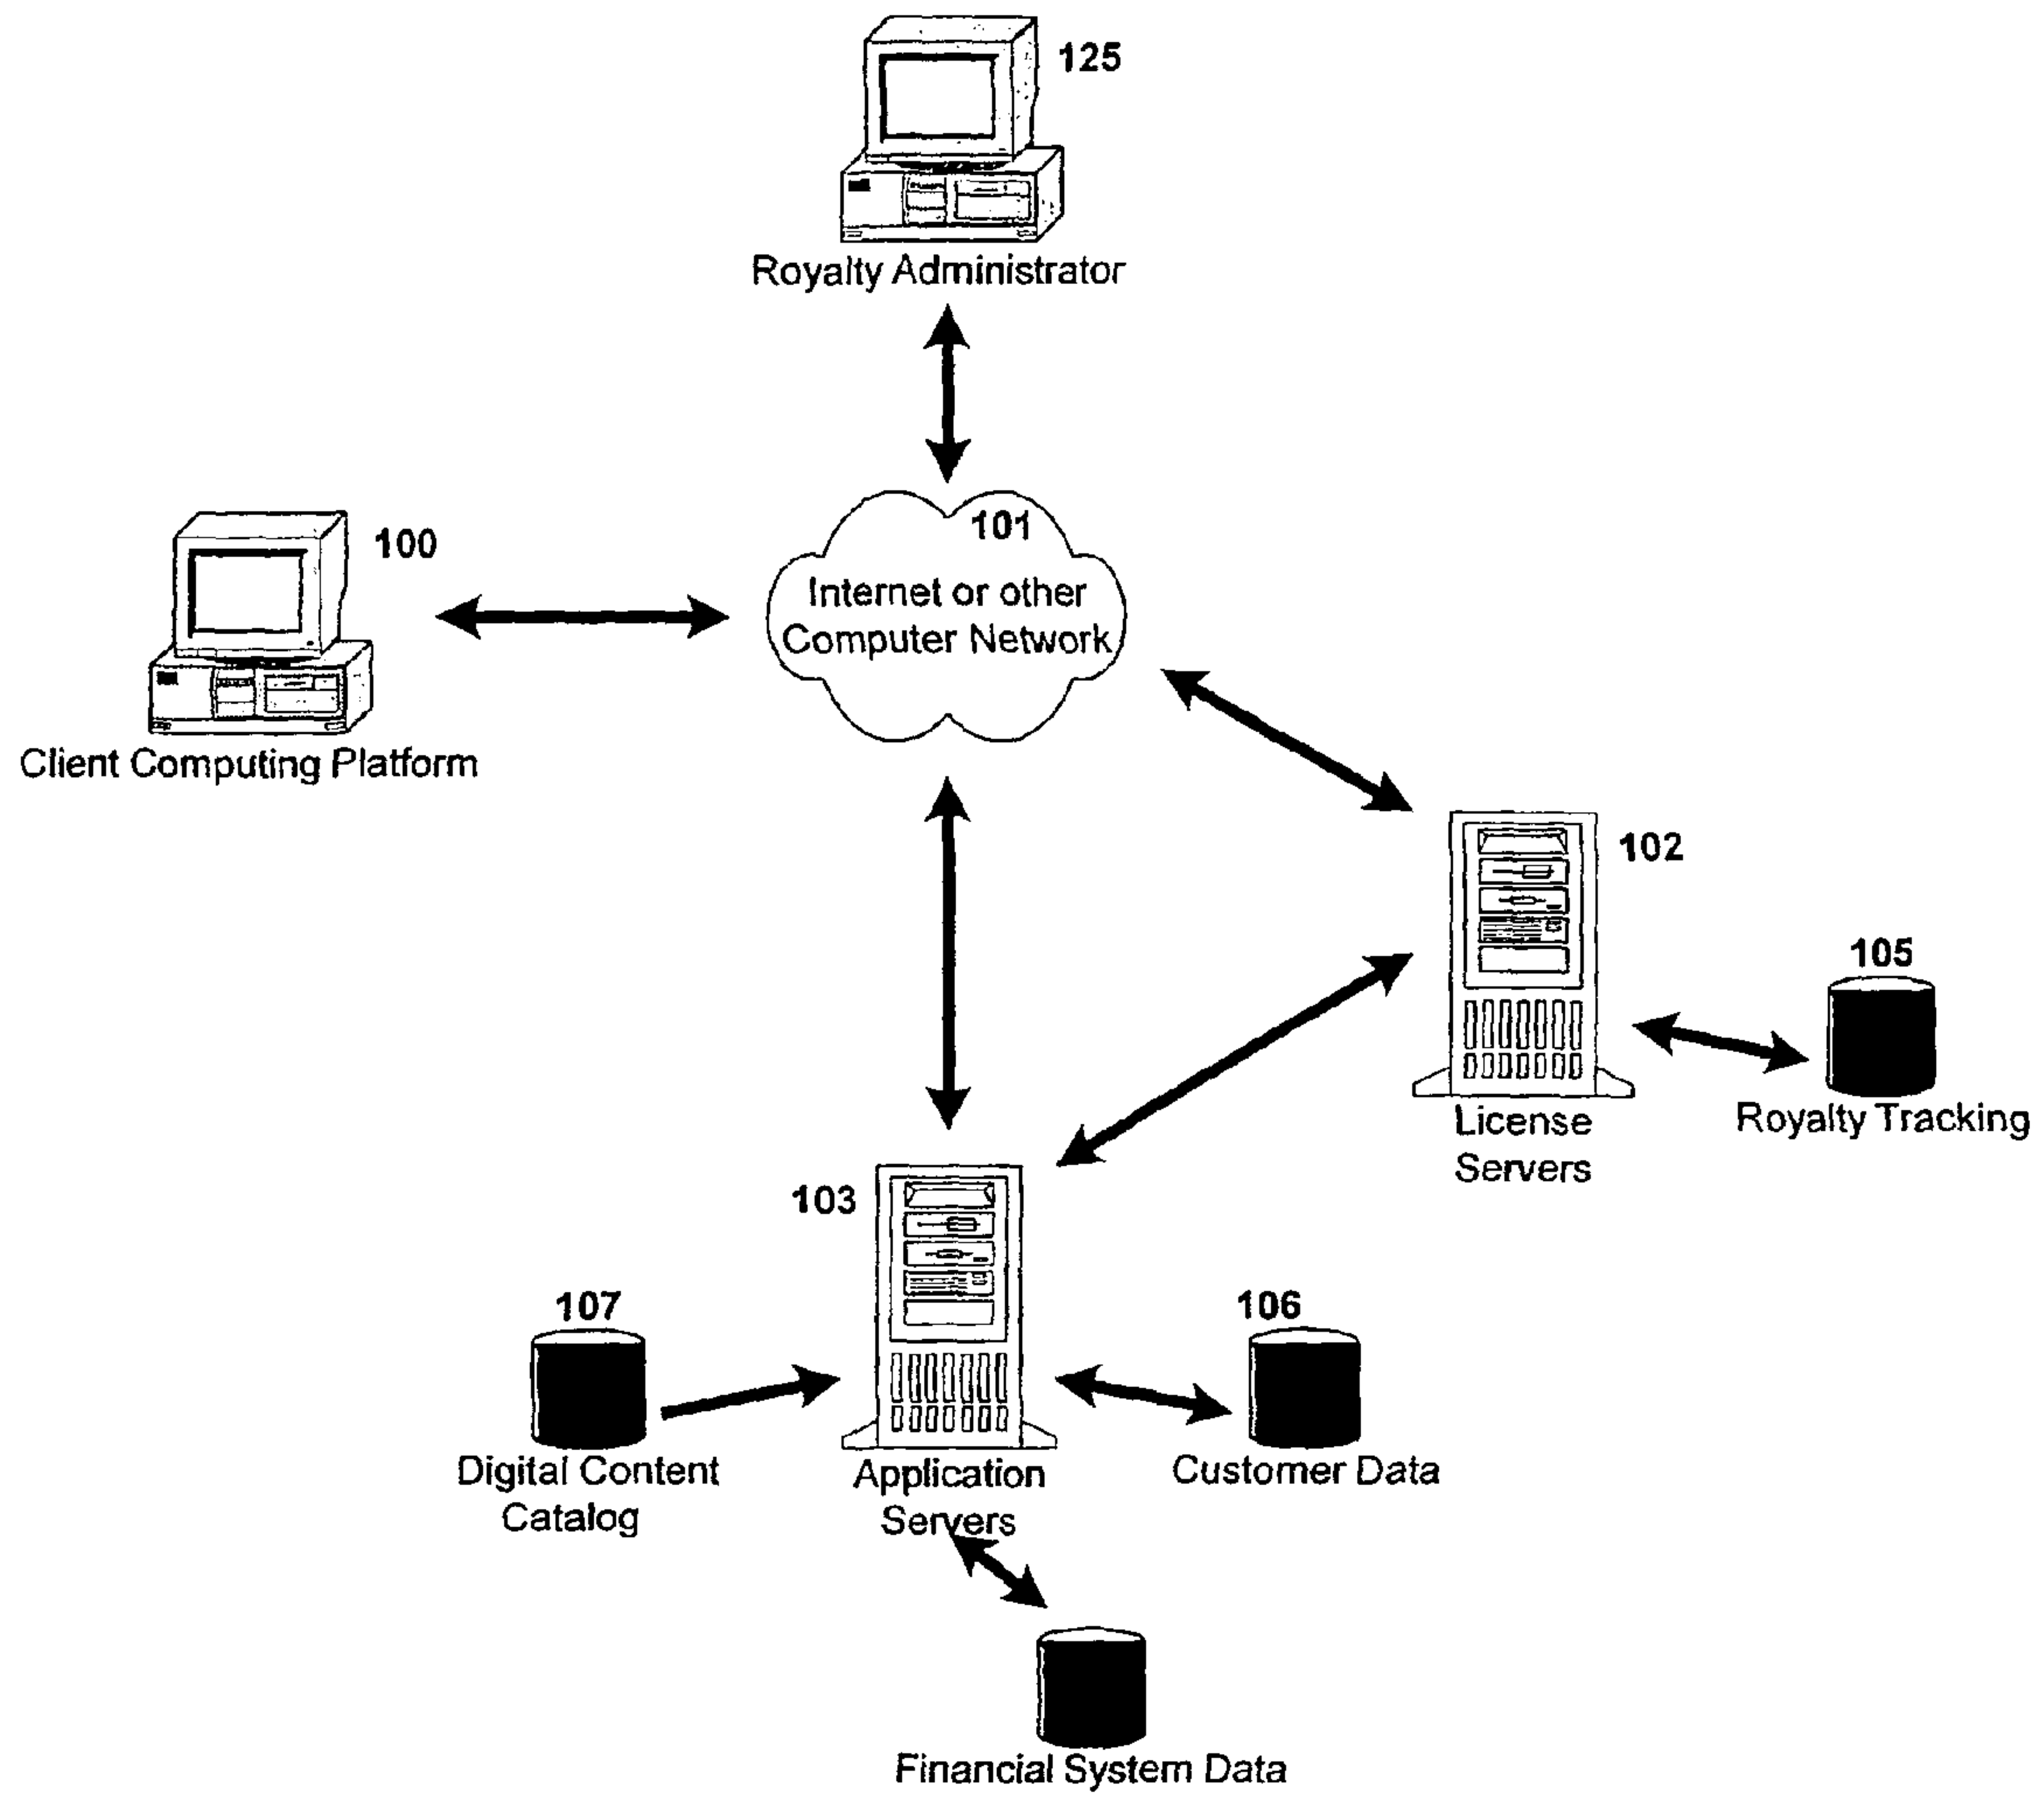 125
Royalty Administrator
101
Internet or other
Computer Network
100
Client Computing Platform
102
License
Servers
105
Royalty Tracking
103
Application
Servers
107
Digital Content
Catalog
106
Customer Data
Financial System Data